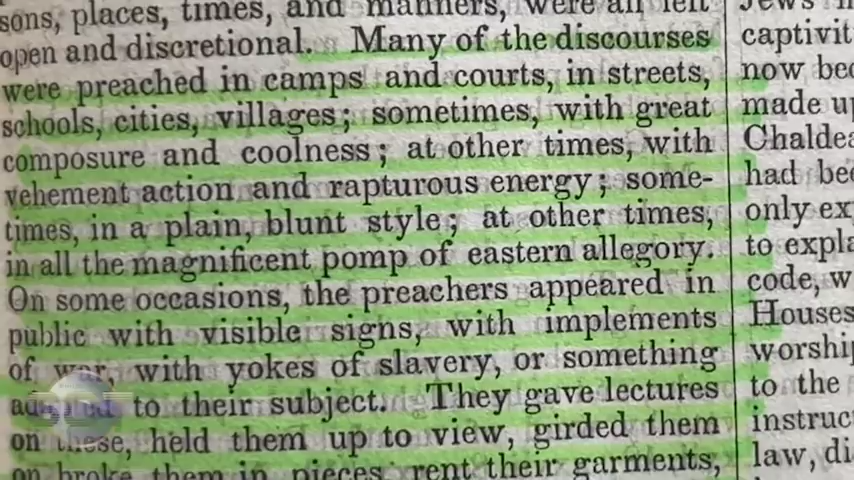 sons, places, times, and manners, were all left
open and discretional. Many of the discourses
were preached in camps and courts, in streets,
schools, cities, villages; sometimes, with great
composure and coolness; at other times, with
vehement action and rapturous energy; some-
times, in a plain, blunt style; at other times,
in all the magnificent pomp of eastern allegory.
On some occasions, the preachers appeared in
public with visible signs, with implements
of war, with yokes of slavery, or something
adapted to their subject. They gave lectures
on these, held them up to view, girded them
on broke them in pieces rent their garments,
Jews
captivit
now bec
made up
Chaldea
had bee
only ex
to expla
code, w
Houses
worship
to the
instruc
law, di